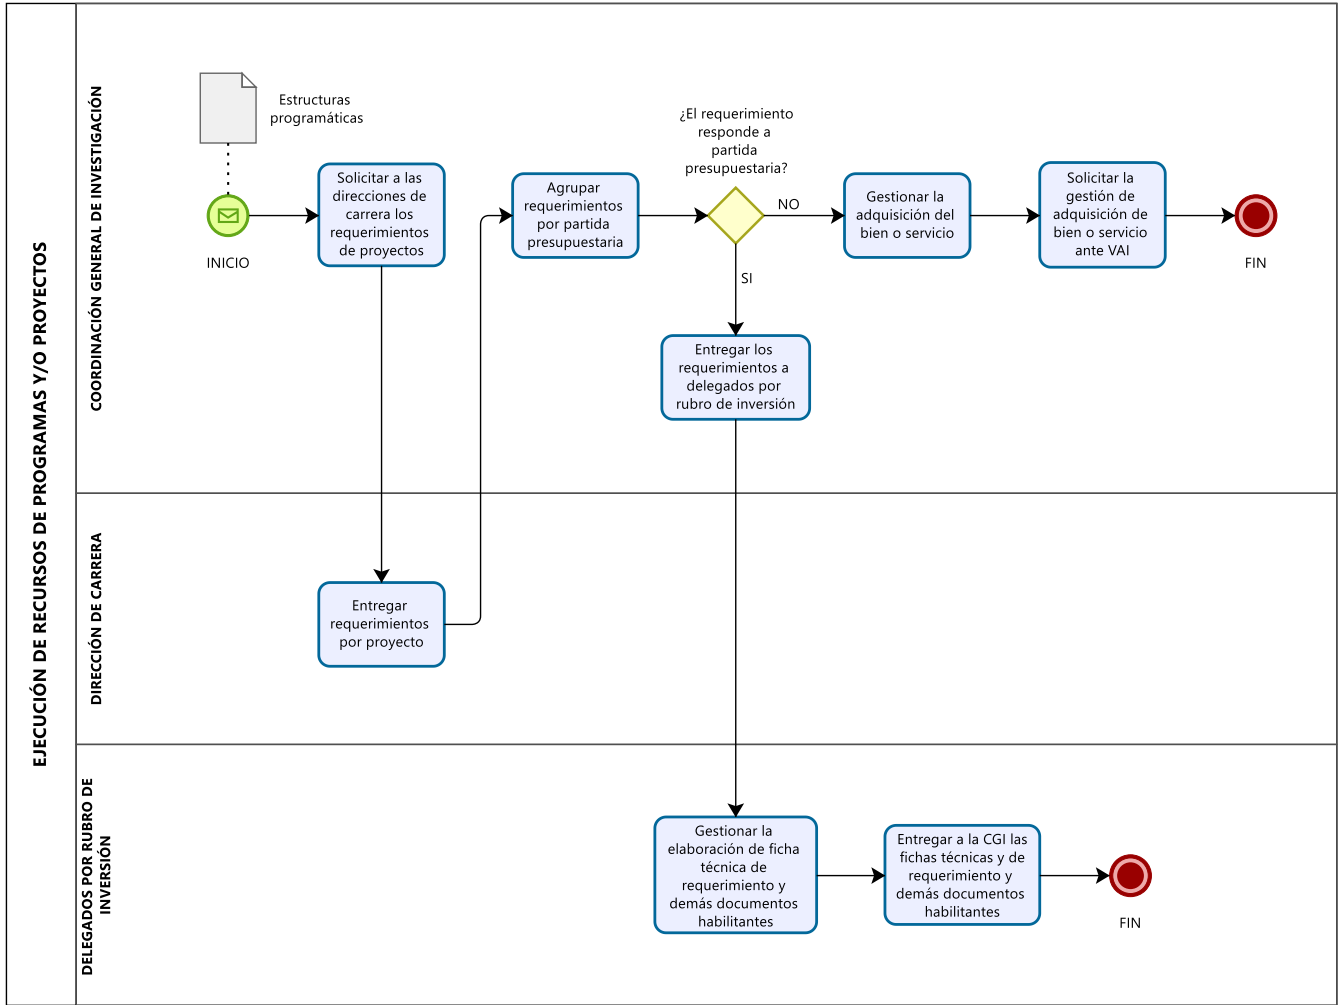 EJECUCIÓN DE RECURSOS DE PROGRAMAS Y/O PROYECTOS
COORDINACIÓN GENERAL DE INVESTIGACIÓN
Estructuras
programáticas
INICIO
Solicitar a las
direcciones de
carrera los
requerimientos
de proyectos
Agrupar
requerimientos
por partida
presupuestaria
¿El requerimiento
responde a
partida
presupuestaria?
NO
SI
Gestionar la
adquisición del
bien o servicio
Solicitar la
gestión de
adquisición de
bien o servicio
ante VAI
FIN
Entregar los
requerimientos a
delegados por
rubro de inversión
DIRECCIÓN DE CARRERA
Entregar
requerimientos
por proyecto
DELEGADOS POR RUBRO DE
INVERSIÓN
Gestionar la
elaboración de ficha
técnica de
requerimiento y
demás documentos
habilitantes
Entregar a la CGI las
fichas técnicas y de
requerimiento y
demás documentos
habilitantes
FIN